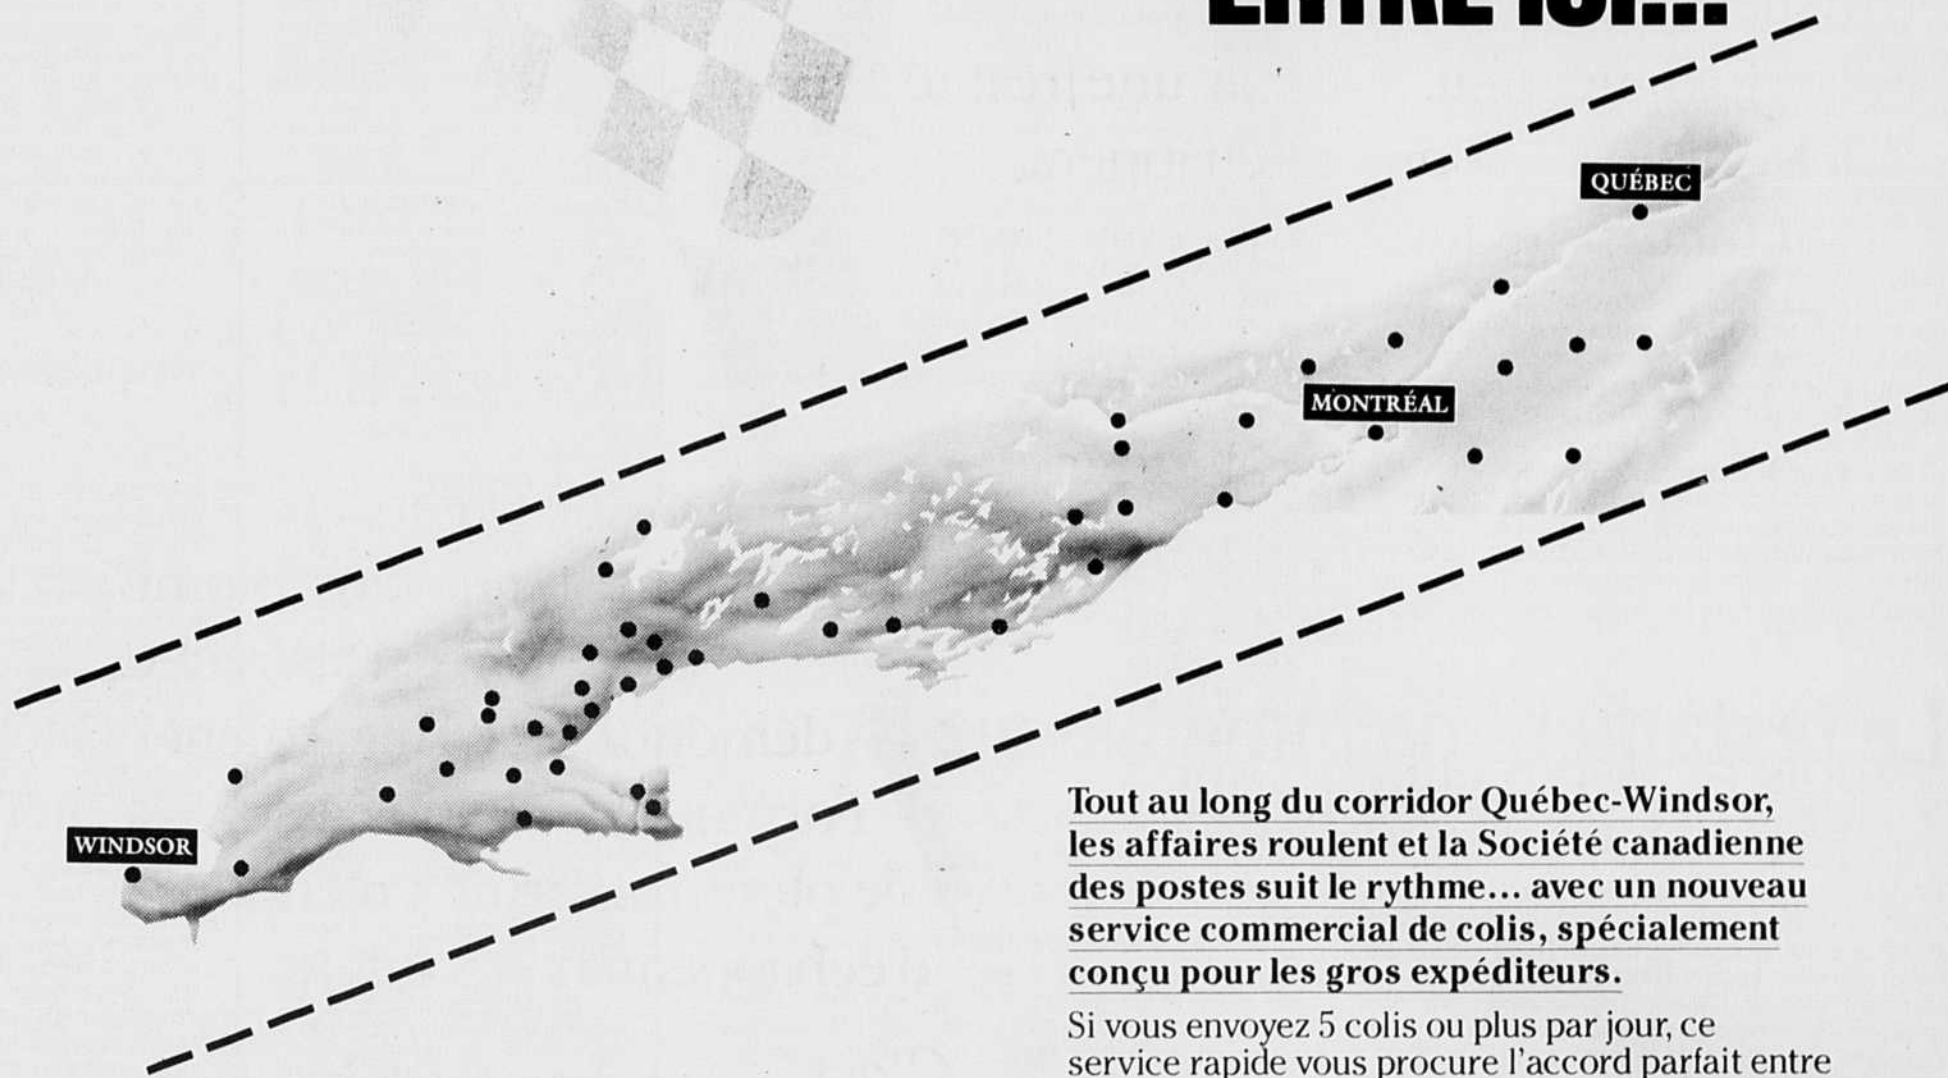 ENTRE ICI...
QUÉBEC
MONTRÉAL
WINDSOR
Tout au long du corridor Québec-Windsor,
les affaires roulent et la Société canadienne
des postes suit le rythme... avec un nouveau
service commercial de colis, spécialement
conçu pour les gros expéditeurs.
Si vous envoyez 5 colis ou plus par jour, ce
service rapide vous procure l'accord parfait entre